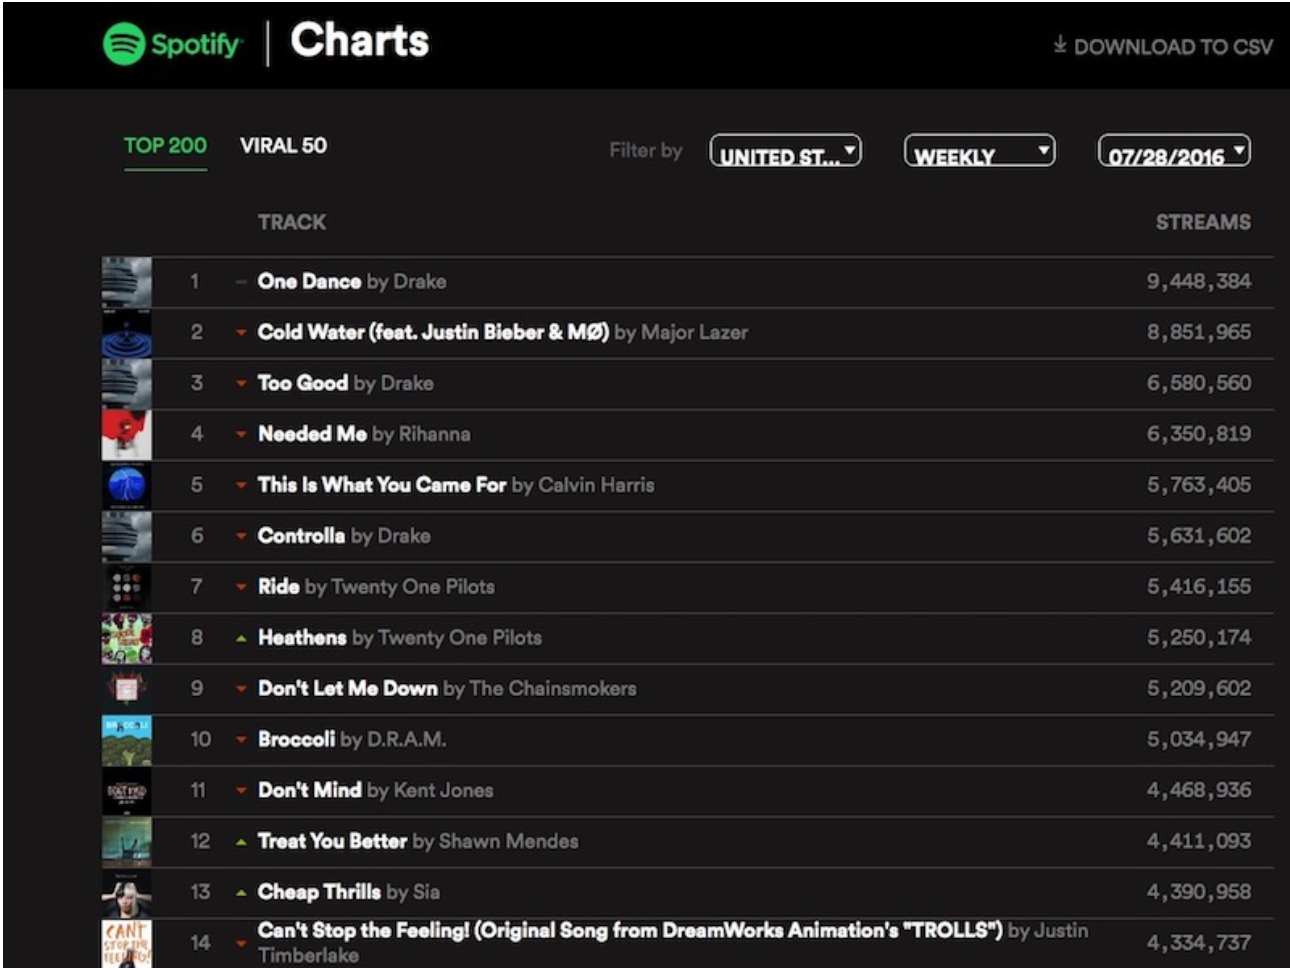 Spotify | Charts
DOWNLOAD TO CSV
TOP 200 VIRAL 50 Filter by UNITED ST... WEEKLY 07/28/2016
TRACK STREAMS
1 – One Dance by Drake 9,448,384
2 Cold Water (feat. Justin Bieber & MØ) by Major Lazer 8,851,965
3 Too Good by Drake 6,580,560
4 Needed Me by Rihanna 6,350,819
5 This Is What You Came For by Calvin Harris 5,763,405
6 Controlla by Drake 5,631,602
7 Ride by Twenty One Pilots 5,416,155
8 Heathens by Twenty One Pilots 5,250,174
9 Don't Let Me Down by The Chainsmokers 5,209,602
BROCCOLI
10 Broccoli by D.R.A.M. 5,034,947
11 Don't Mind by Kent Jones 4,468,936
12 Treat You Better by Shawn Mendes 4,411,093
13 Cheap Thrills by Sia 4,390,958
CAN'T
STOP THE
FEELING!
14 Can't Stop the Feeling! (Original Song from DreamWorks Animation's "TROLLS") by Justin
Timberlake 4,334,737